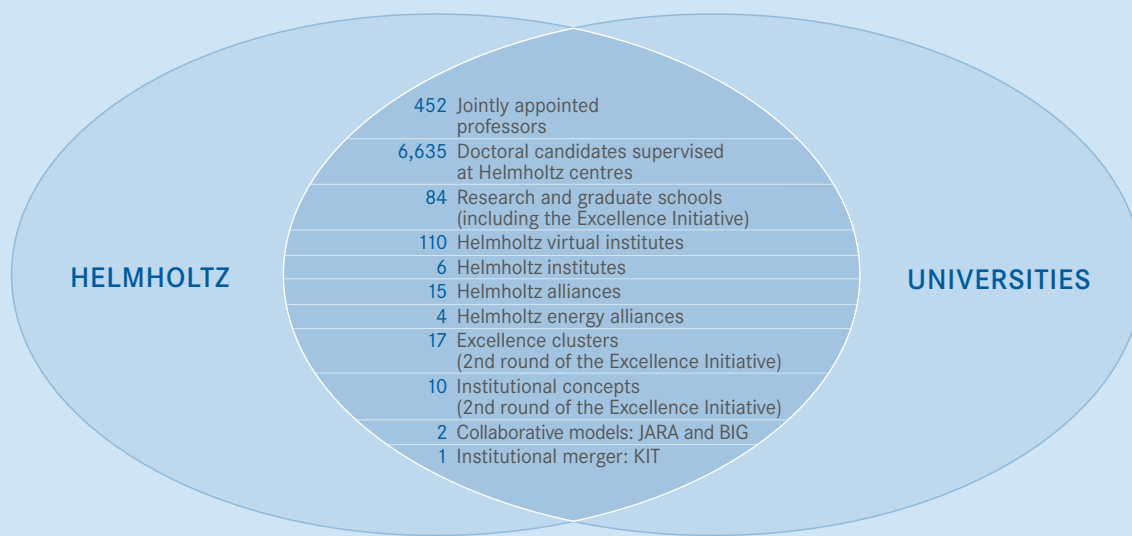 452 Jointly appointed
professors
6,635 Doctoral candidates supervised
at Helmholtz centres
84 Research and graduate schools
(including the Excellence Initiative)
110 Helmholtz virtual institutes
6 Helmholtz institutes
HELMHOLTZ
UNIVERSITIES
15 Helmholtz alliances
4 Helmholtz energy alliances
17 Excellence clusters
(2nd round of the Excellence Initiative)
10 Institutional concepts
(2nd round of the Excellence Initiative)
2 Collaborative models: JARA and BIG
1 Institutional merger: KIT